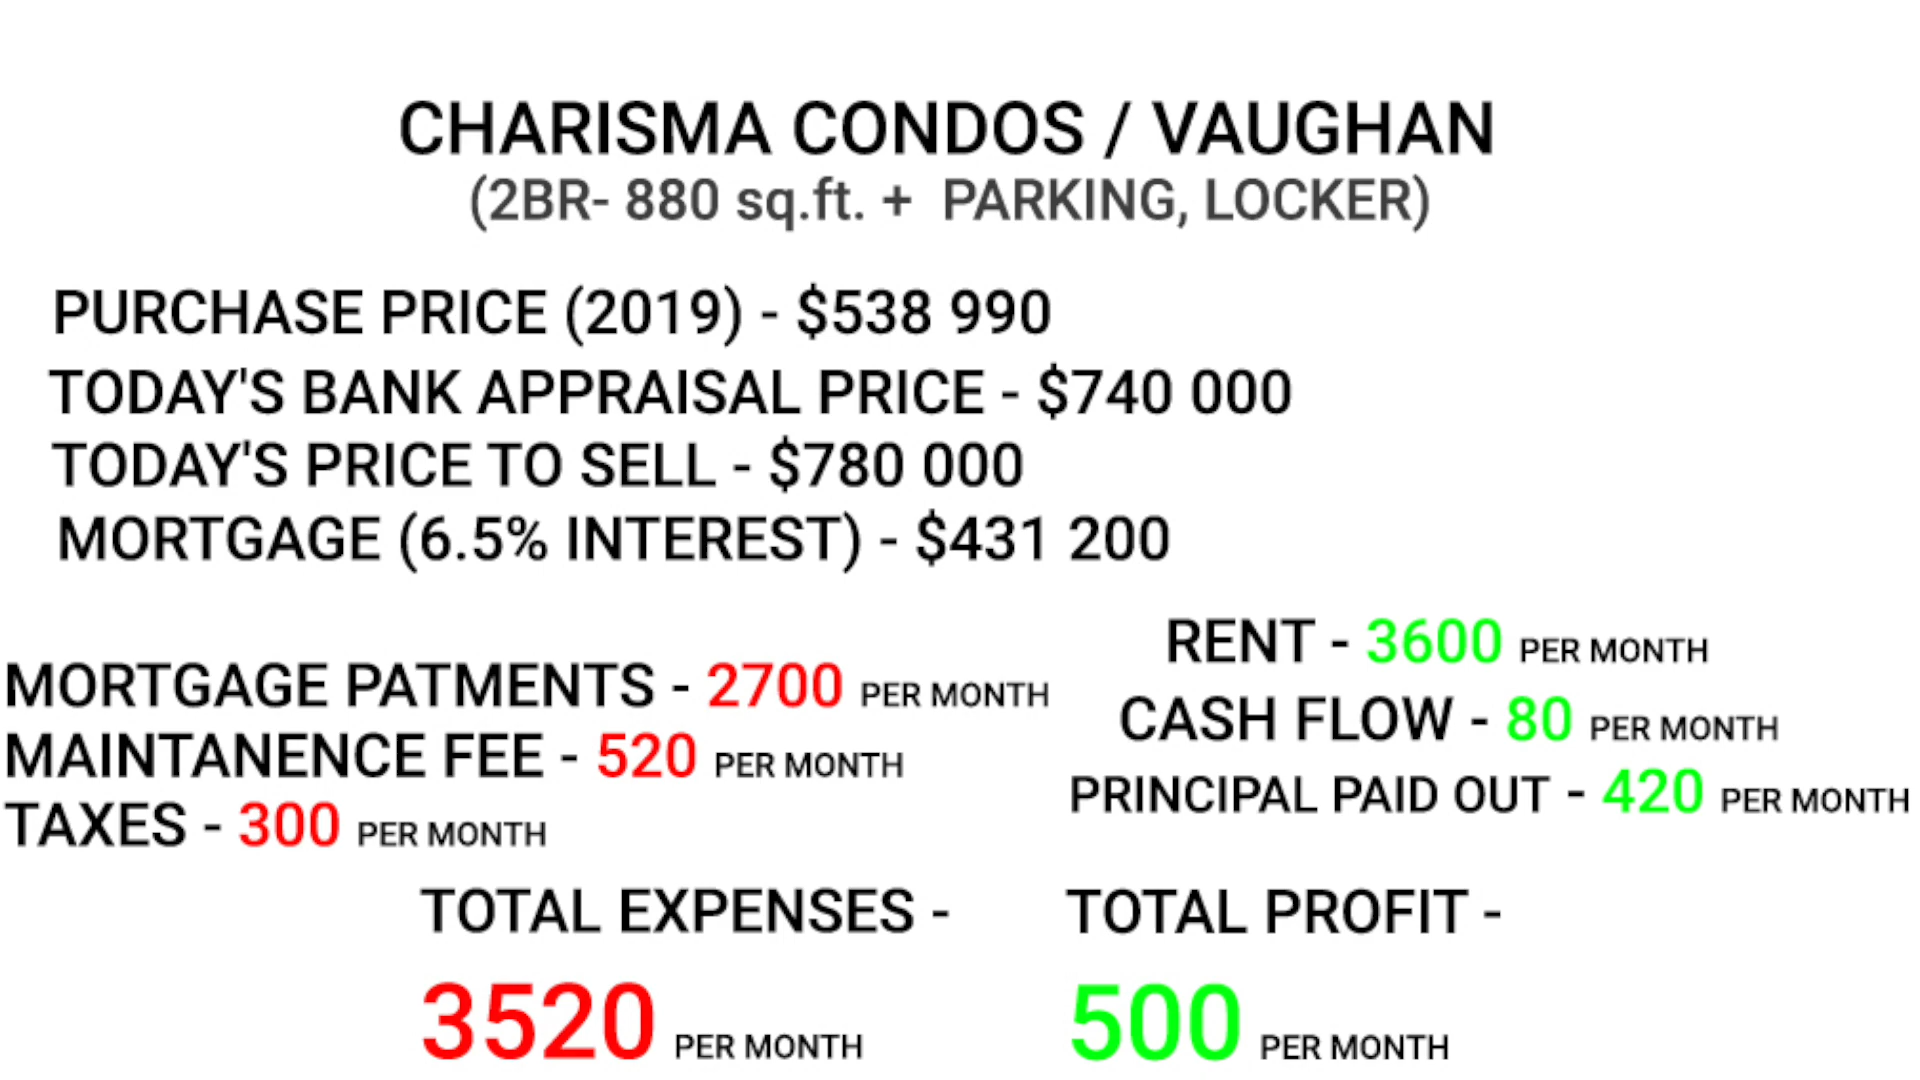 CHARISMA CONDOS / VAUGHAN
(2BR- 880 sq.ft. + PARKING, LOCKER)
PURCHASE PRICE (2019) - $538 990
TODAY'S BANK APPRAISAL PRICE - $740 000
TODAY'S PRICE TO SELL - $780 000
MORTGAGE (6.5% INTEREST) - $431 200
MORTGAGE PATMENTS - 2700 PER MONTH
MAINTANENCE FEE - 520 PER MONTH
TAXES - 300 PER MONTH
RENT - 3600 PER MONTH
CASH FLOW - 80 PER MONTH
PRINCIPAL PAID OUT - 420 PER MONTH
TOTAL EXPENSES -
3520 PER MONTH
TOTAL PROFIT -
500 PER MONTH